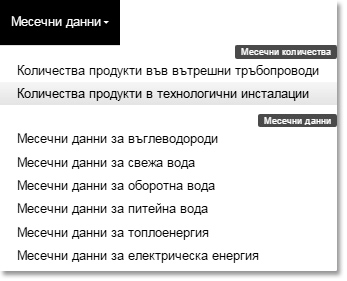 Месечни данни
Месечни количества
Количества продукти във вътрешни тръбопроводи
Количества продукти в технологични инсталации
Месечни данни
Месечни данни за въглеводороди
Месечни данни за свежа вода
Месечни данни за оборотна вода
Месечни данни за питейна вода
Месечни данни за топлоенергия
Месечни данни за електрическа енергия